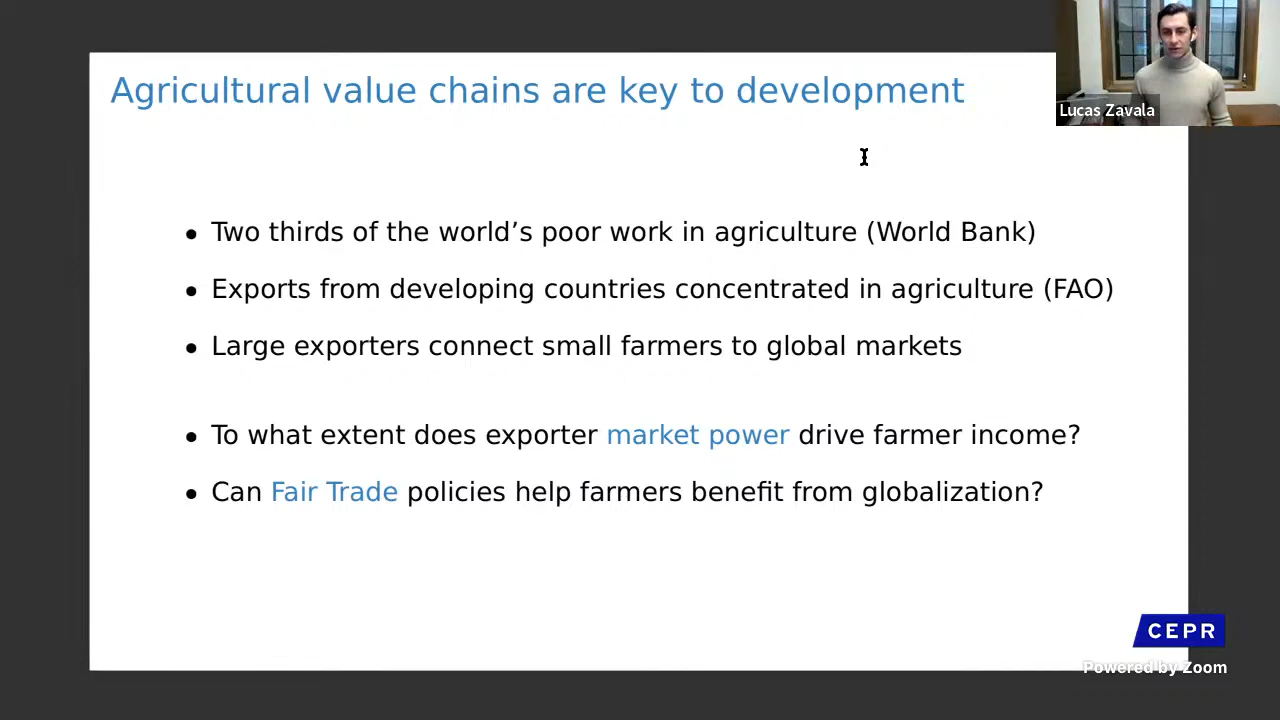 Agricultural value chains are key to development
Lucas Zavala
• Two thirds of the world’s poor work in agriculture (World Bank)
• Exports from developing countries concentrated in agriculture (FAO)
• Large exporters connect small farmers to global markets
• To what extent does exporter market power drive farmer income?
• Can Fair Trade policies help farmers benefit from globalization?
CEPR
Powered by Zoom